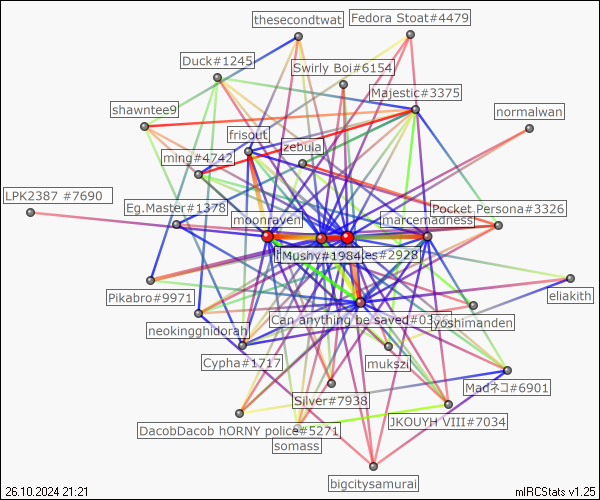 thesecondtwat
Fedora Stoat#4479
Duck#1245
Swirly Boi#6154
Majestic#3375
shawntee9
normalwan
frisout
zebula
ming#4742
LPK2387 #7690
Eg.Master#1378
Pocket Persona#3326
moonraven
marcemadness
Mushy#1984
es#2928
Pikabro#9971
eliakith
Can anything be saved#0
yoshimanden
neokingghidorah
Cypha#1717
mukszi
Madネコ#6901
Silver#7938
JKOUYH VIII#7034
DacobDacob hORNY police#5271
somass
bigcitysamurai
26.10.2024 21:21
mIRCStats v1.25